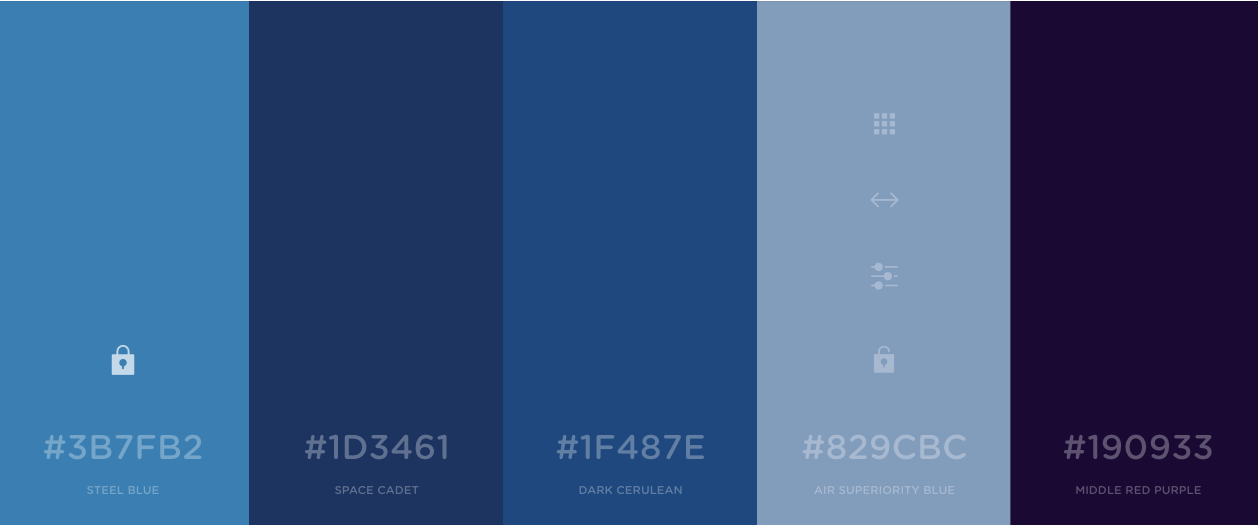 #3B7FB2
STEEL BLUE
#1D3461
SPACE CADET
#1F487E
DARK CERULEAN
#829CBC
AIR SUPERIORITY BLUE
#190933
MIDDLE RED PURPLE